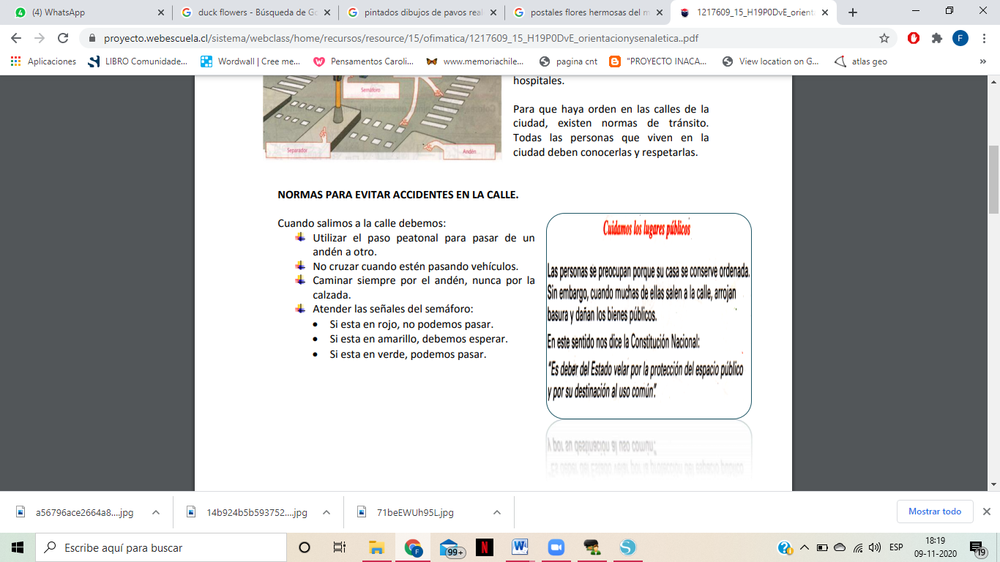 (4) WhatsApp
duck flowers - Búsqueda de Go
pintados dibujos de pavos real
postales flores hermosas del m
1217609_15_H19P0DvE_orienta
proyecto.webescuela.cl/sistema/webclass/home/recursos/resource/15/ofimatica/1217609_15_H19P0DvE_orientacionysenaletica..pdf
F
Aplicaciones
LIBRO Comunidade...
Wordwall | Cree me...
Pensamentos Caroli...
www.memoriachile...
pagina cnt
"PROYECTO INACA...
View location on G...
atlas geo
»
Semáforo
Separador
Andén
hospitales.
Para que haya orden en las calles de la
ciudad, existen normas de tránsito.
Todas las personas que viven en la
ciudad deben conocerlas y respetarlas.
NORMAS PARA EVITAR ACCIDENTES EN LA CALLE.
Cuando salimos a la calle debemos:
Utilizar el paso peatonal para pasar de un
andén a otro.
No cruzar cuando estén pasando vehículos.
Caminar siempre por el andén, nunca por la
calzada.
Atender las señales del semáforo:
• Si esta en rojo, no podemos pasar.
• Si esta en amarillo, debemos esperar.
• Si esta en verde, podemos pasar.
Cuidamos los lugares públicos
Las personas se preocupan porque su casa se conserve ordenada.
Sin embargo, cuando muchas de ellas salen a la calle, arrojan
basura y dañan los bienes públicos.
En este sentido nos dice la Constitución Nacional:
"Es deber del Estado velar por la protección del espacio público
y por su destinación al uso común".
a56796ace2664a8....jpg
14b924b5b593752....jpg
71beEWUh95L.jpg
Mostrar todo
Escribe aquí para buscar
99+
N
ESP
18:19
09-11-2020
19